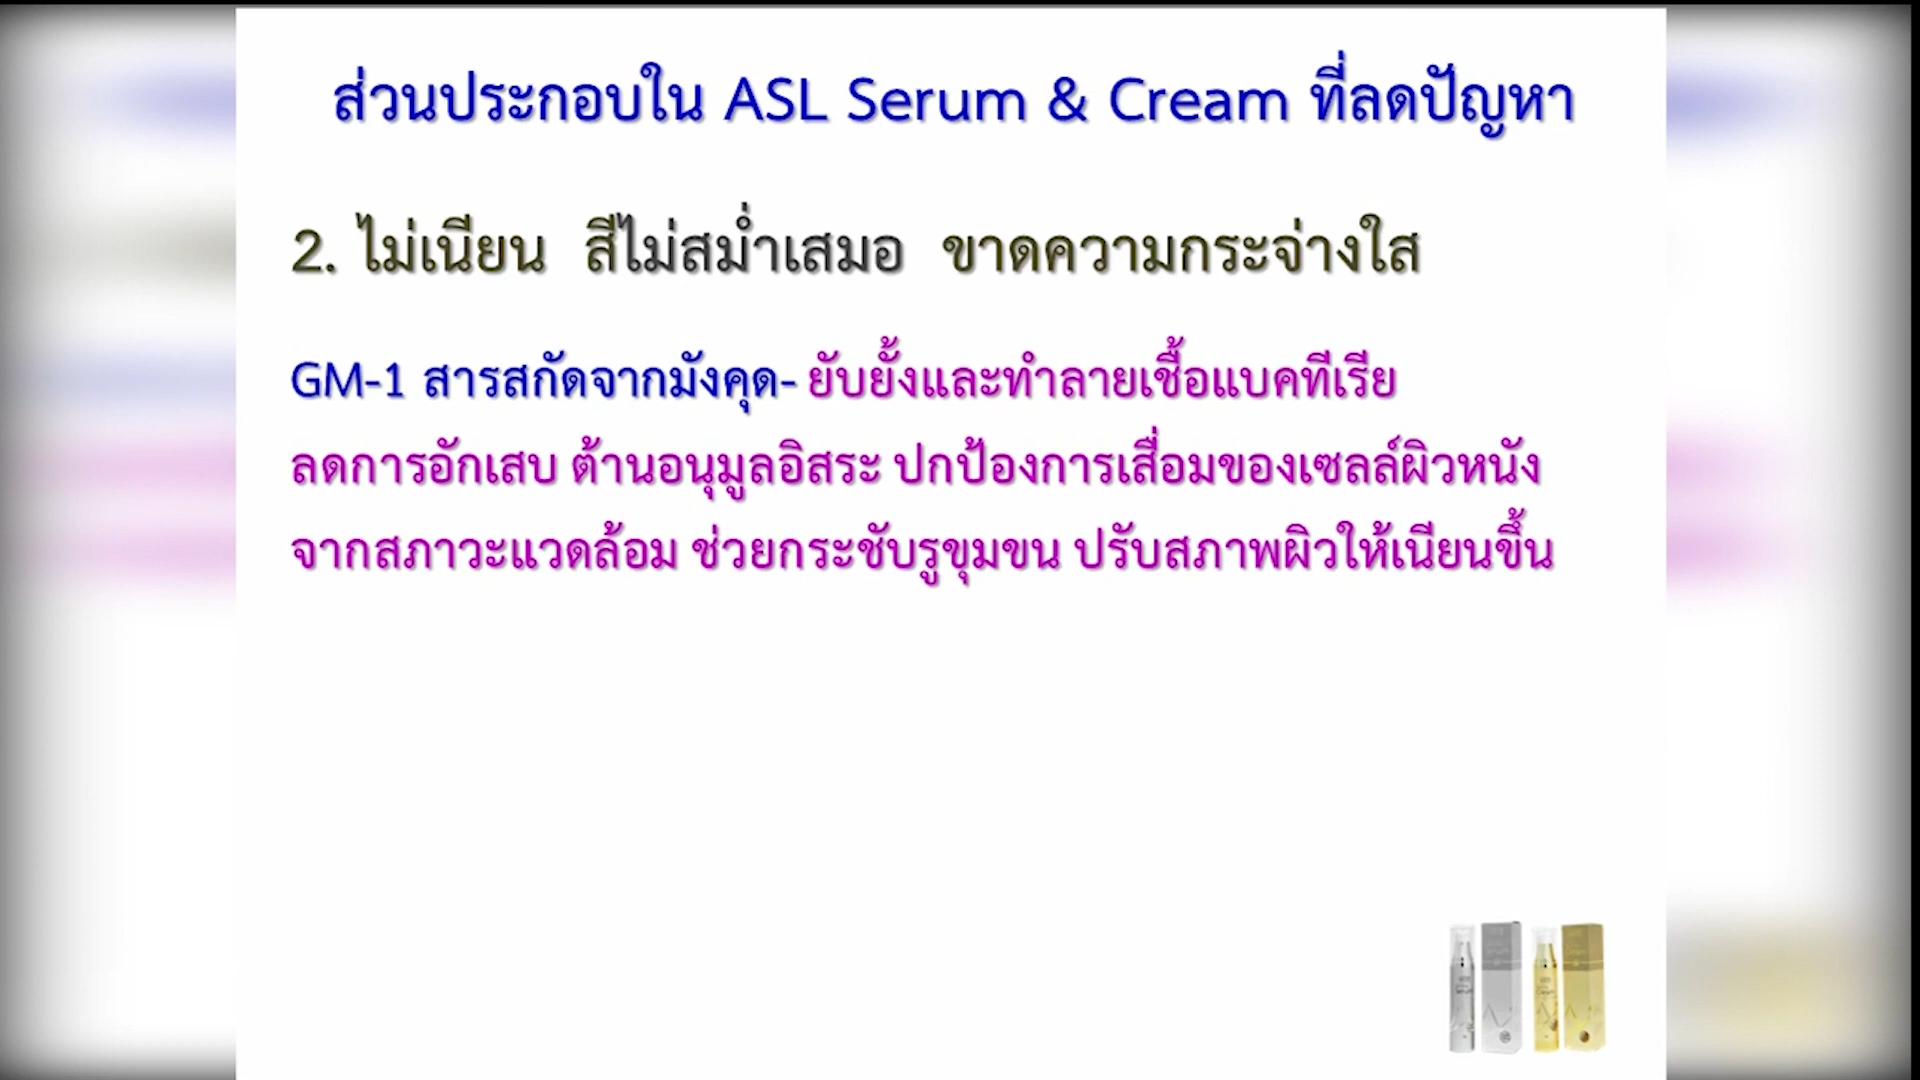 ส่วนประกอบใน ASL Serum & Cream ที่ลดปัญหา
2. ไม่เนียน สีไม่สม่ำเสมอ ขาดความกระจ่างใส
GM-1 สารสกัดจากมังคุด- ยับยั้งและทำลายเชื้อแบคทีเรีย
ลดการอักเสบ ต้านอนุมูลอิสระ ปกป้องการเสื่อมของเซลล์ผิวหนัง
จากสภาวะแวดล้อม ช่วยกระชับรูขุมขน ปรับสภาพผิวให้เนียนขึ้น